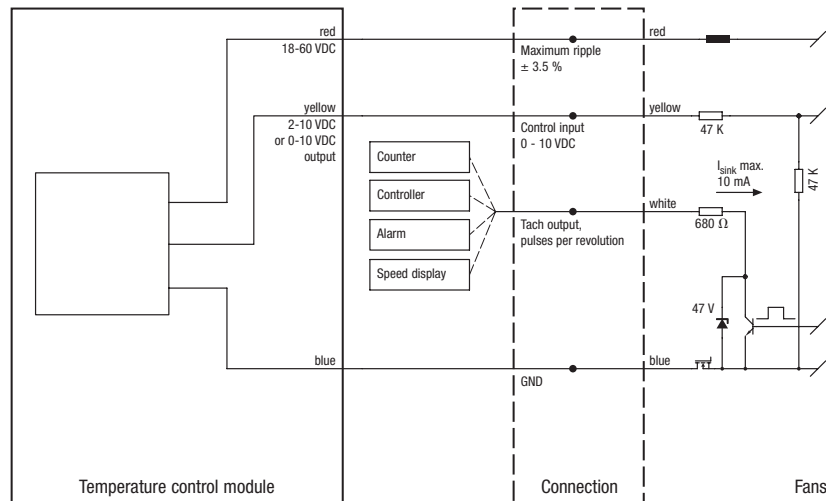 red
18-60 VDC
yellow
2-10 VDC
or 0-10 VDC
output
blue
Temperature control module
Counter
Controller
Alarm
Speed display
Maximum ripple
± 3.5 %
Control input
0 - 10 VDC
Tach output,
pulses per revolution
GND
Connection
red
yellow
47 K
I sink max.
10 mA
47 K
white
680 Ω
47 V
blue
Fans